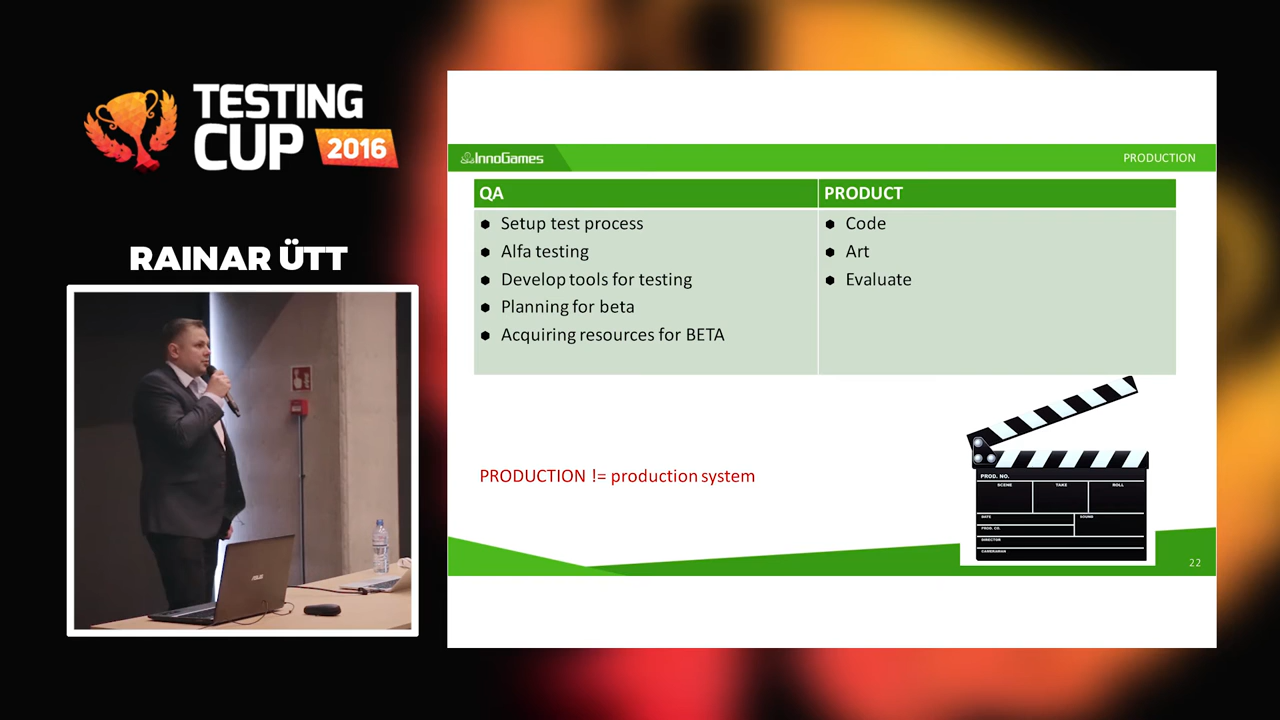 TESTING
CUP 2016
RAINAR ÜTT
ASUS
InnoGames
PRODUCTION
QA
PRODUCT
Setup test process
Alfa testing
Develop tools for testing
Planning for beta
Acquiring resources for BETA
Code
Art
Evaluate
PRODUCTION != production system
PROD. NO.
SCENE TAKE ROLL
DATE SOUND
PROD. CO.
DIRECTOR
CAMERAMAN
22